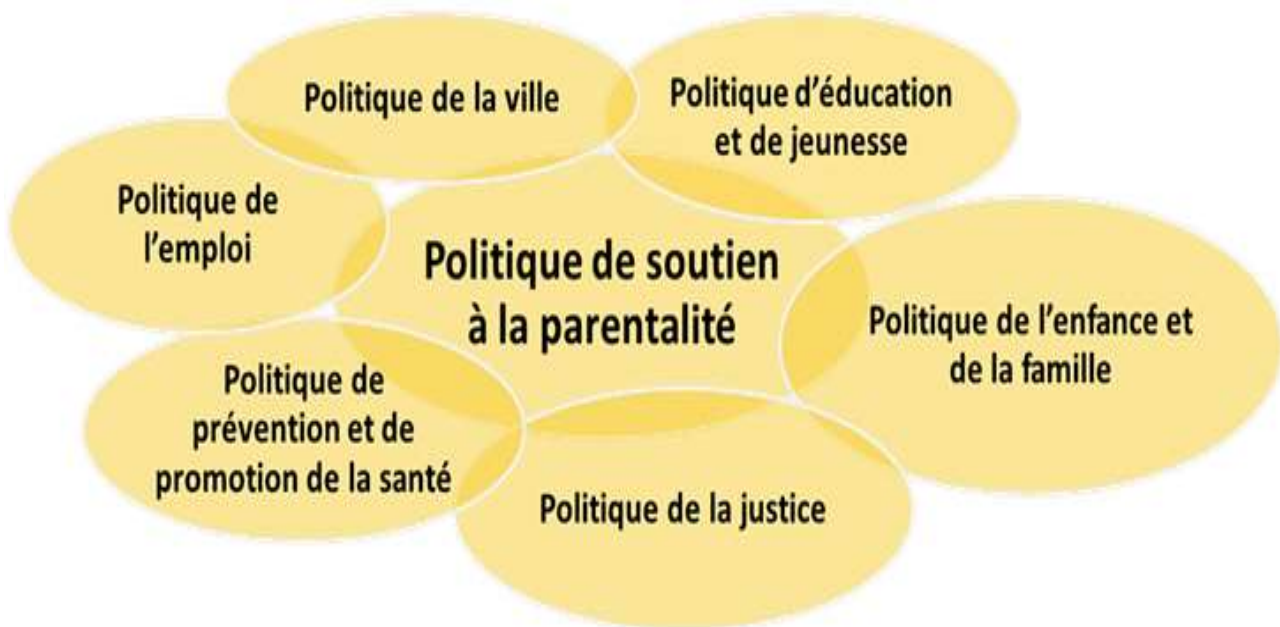 Politique de la ville
Politique d’éducation
et de jeunesse
Politique de
l’emploi
Politique de soutien
à la parentalité
Politique de l’enfance et
de la famille
Politique de
prévention et de
promotion de la santé
Politique de la justice